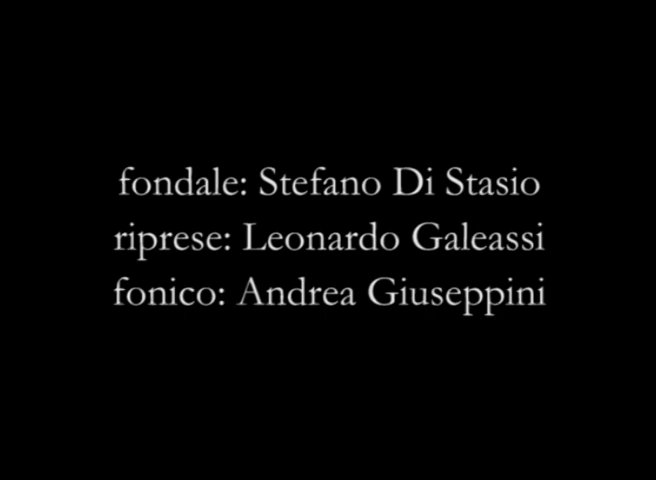 fondale: Stefano Di Stasio
riprese: Leonardo Galeassi
fonico: Andrea Giuseppini